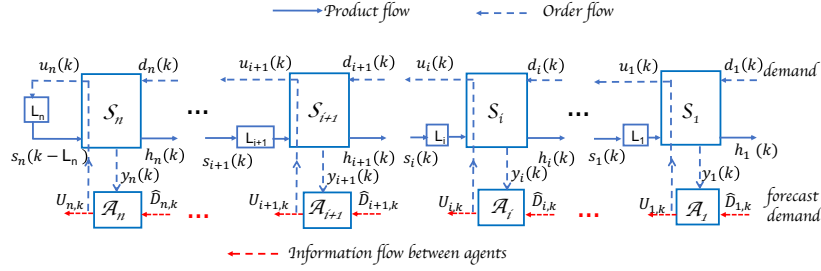 Product flow Order flow
u_n(k) d_n(k) u_{i+1}(k) d_{i+1}(k) u_i(k) d_i(k) u_1(k) d_1(k) demand
L_n S_n ... L_{i+1} S_{i+1} L_i S_i ... L_1 S_1
s_n(k − L_n) h_n(k) s_{i+1}(k) h_{i+1}(k) s_i(k) h_i(k) s_1(k) h_1(k)
y_n(k) y_{i+1}(k) y_i(k) y_1(k)
U_{n,k} A_n D̂_{n,k} ... U_{i+1,k} A_{i+1} D̂_{i+1,k} U_{i,k} A_i D̂_{i,k} ... U_{1,k} A_1 D̂_{1,k} forecast
demand
Information flow between agents